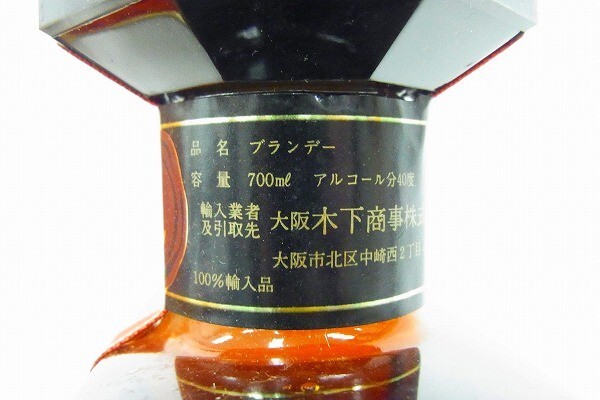 品名 ブランデー
容量 700mℓ アルコール分40度
輸入業者
及引取先 大阪木下商事株式
大阪市北区中崎西2丁目
100%輸入品